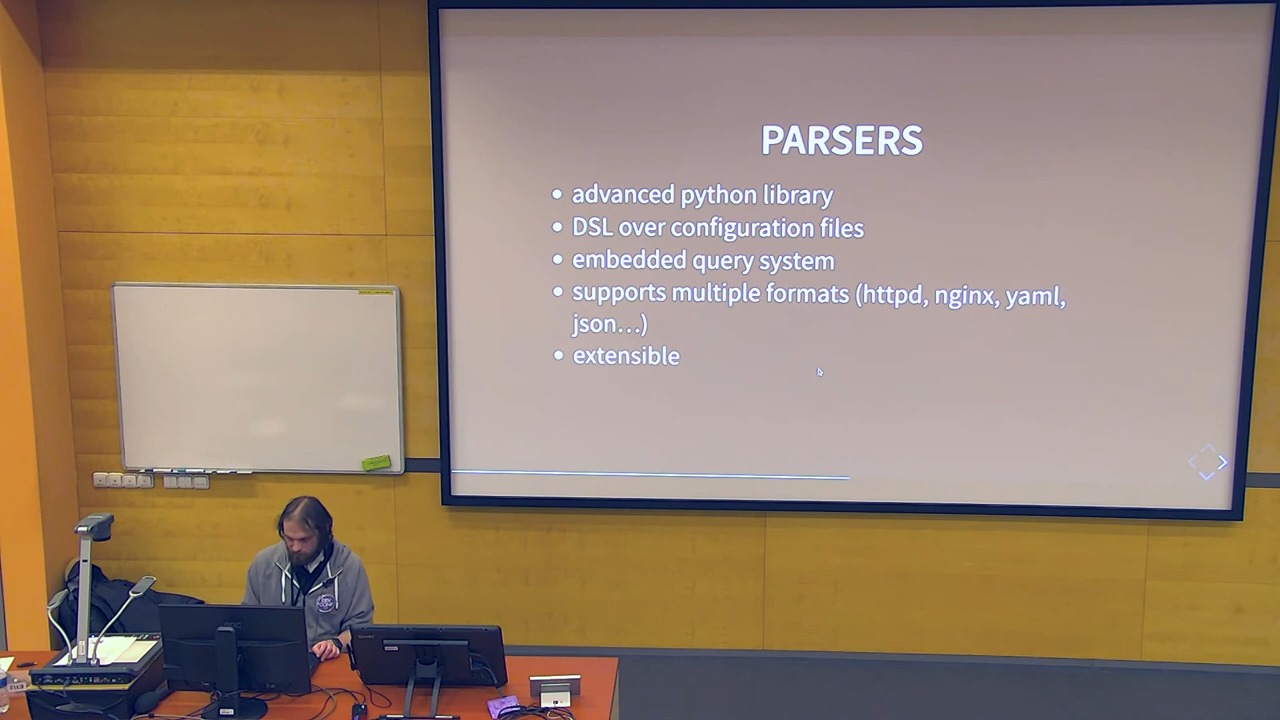 PARSERS
• advanced python library
• DSL over configuration files
• embedded query system
• supports multiple formats (httpd, nginx, yaml,
json...)
• extensible